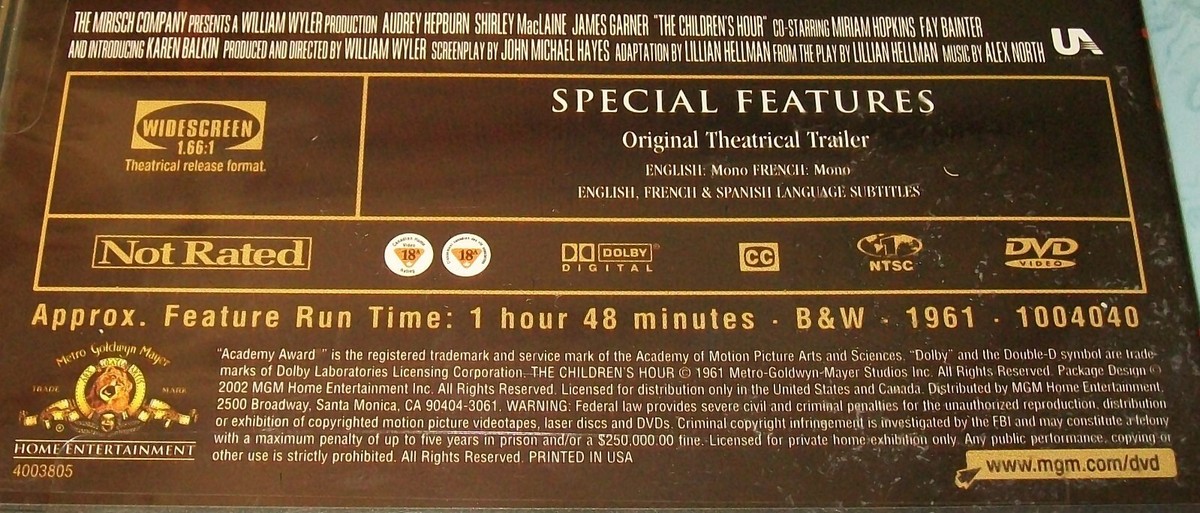 THE MIRISCH COMPANY PRESENTS A WILLIAM WYLER PRODUCTION AUDREY HEPBURN SHIRLEY MacLAINE JAMES GARNER "THE CHILDREN'S HOUR" CO-STARRING MIRIAM HOPKINS FAY BAINTER
AND INTRODUCING KAREN BALKIN PRODUCED AND DIRECTED BY WILLIAM WYLER SCREENPLAY BY JOHN MICHAEL HAYES ADAPTATION BY LILLIAN HELLMAN FROM THE PLAY BY LILLIAN HELLMAN MUSIC BY ALEX NORTH
UA
WIDESCREEN
1.66:1
Theatrical release format.
SPECIAL FEATURES
Original Theatrical Trailer
ENGLISH: Mono FRENCH: Mono
ENGLISH, FRENCH & SPANISH LANGUAGE SUBTITLES
Not Rated
Canadian Home
Video
18+
18+
DOLBY
DIGITAL
CC
1
NTSC
DVD
VIDEO
Approx. Feature Run Time: 1 hour 48 minutes · B&W · 1961 · 1004040
Metro Goldwyn Mayer
TRADE MARK
HOME ENTERTAINMENT
4003805
"Academy Award®" is the registered trademark and service mark of the Academy of Motion Picture Arts and Sciences. "Dolby" and the Double-D symbol are trade-
marks of Dolby Laboratories Licensing Corporation. THE CHILDREN'S HOUR © 1961 Metro-Goldwyn-Mayer Studios Inc. All Rights Reserved. Package Design ©
2002 MGM Home Entertainment Inc. All Rights Reserved. Licensed for distribution only in the United States and Canada. Distributed by MGM Home Entertainment,
2500 Broadway, Santa Monica, CA 90404-3061. WARNING: Federal law provides severe civil and criminal penalties for the unauthorized reproduction, distribution
or exhibition of copyrighted motion picture videotapes, laser discs and DVDs. Criminal copyright infringement is investigated by the FBI and may constitute a felony
with a maximum penalty of up to five years in prison and/or a $250,000.00 fine. Licensed for private home exhibition only. Any public performance, copying or
other use is strictly prohibited. All Rights Reserved. PRINTED IN USA
www.mgm.com/dvd